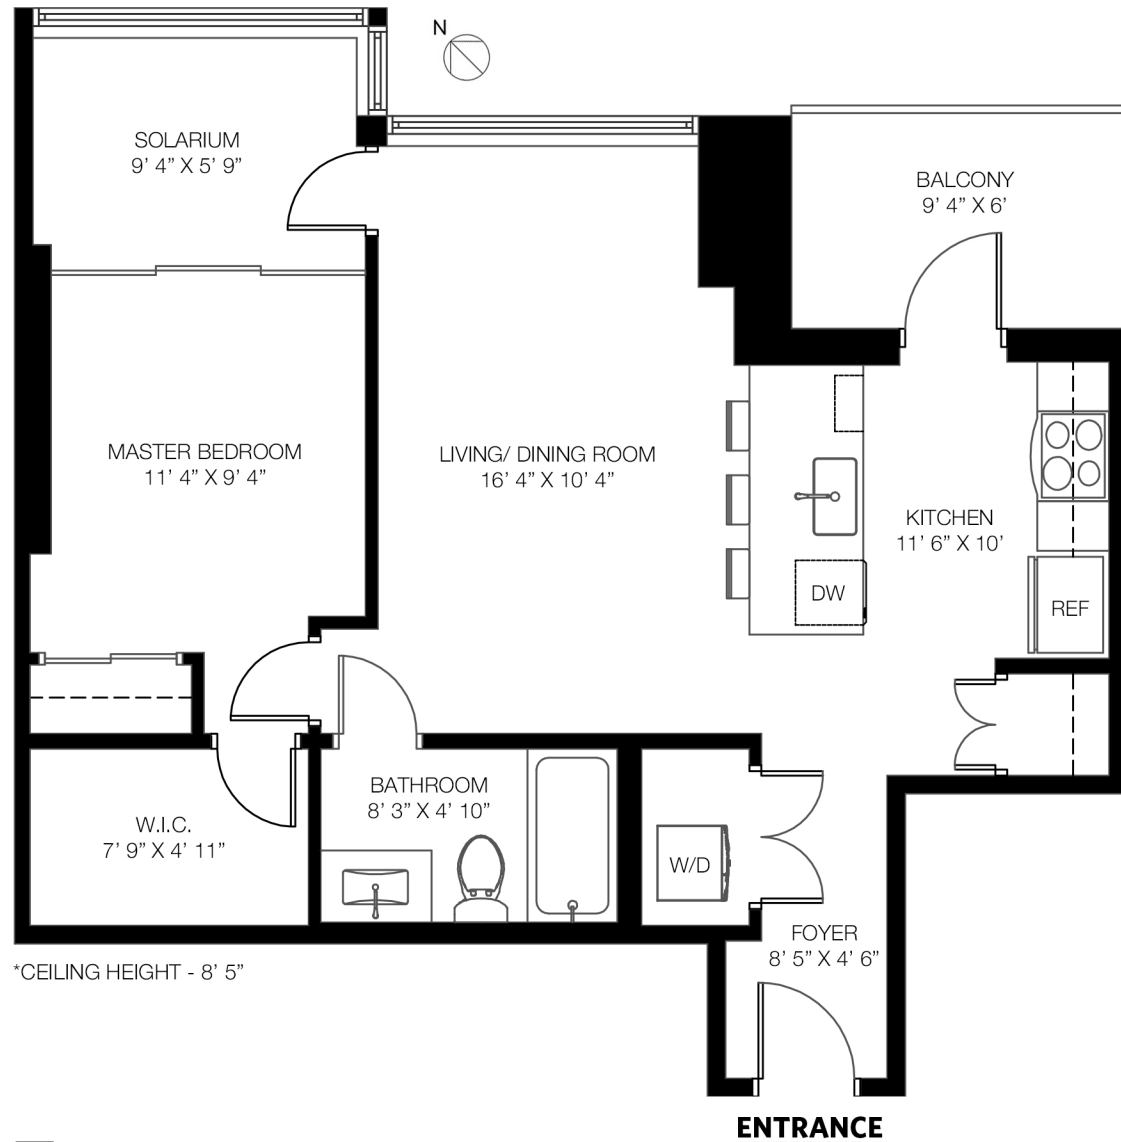 N
SOLARIUM
9’ 4” X 5’ 9”
BALCONY
9’ 4” X 6’
MASTER BEDROOM
11’ 4” X 9’ 4”
LIVING/ DINING ROOM
16’ 4” X 10’ 4”
KITCHEN
11’ 6” X 10’
DW
REF
BATHROOM
8’ 3” X 4’ 10”
W.I.C.
7’ 9” X 4’ 11”
W/D
FOYER
8’ 5” X 4’ 6”
*CEILING HEIGHT - 8’ 5”
ENTRANCE